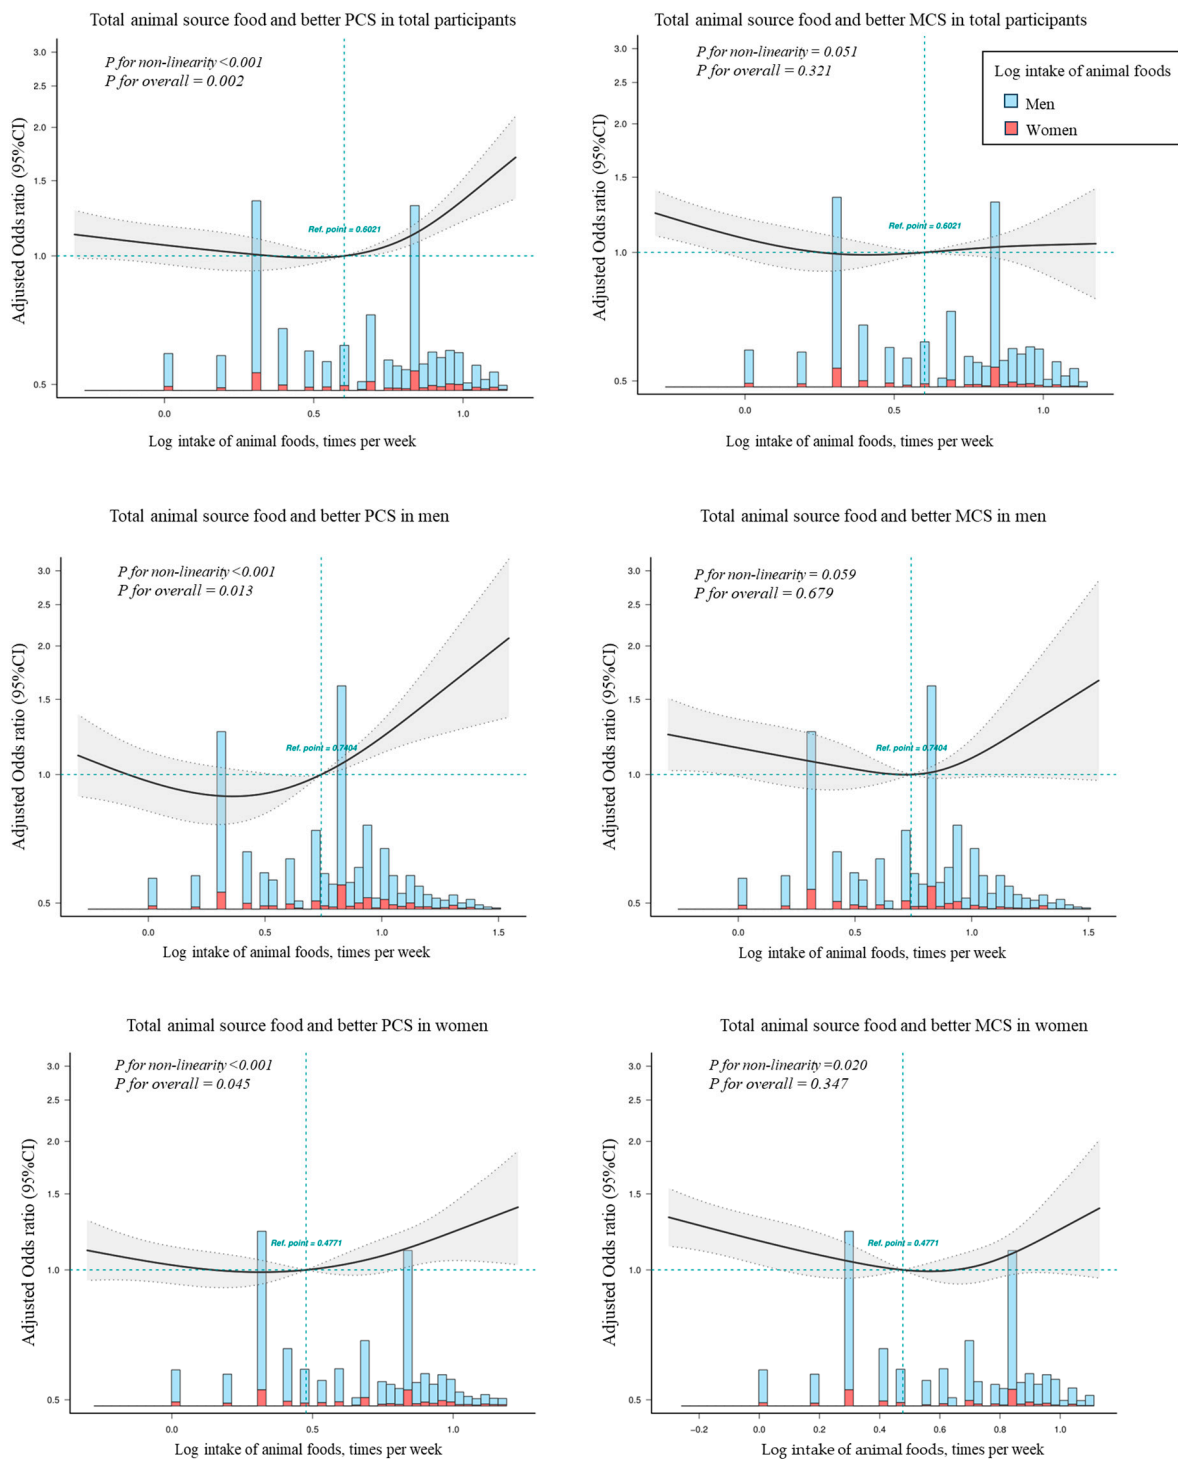 Total animal source food and better PCS in total participants
P for non-linearity <0.001
P for overall = 0.002
Adjusted Odds ratio (95%CI)
3.0
2.5
2.0
1.5
1.0
0.5
Ref. point = 0.6021
0.0 0.5 1.0
Log intake of animal foods, times per week
Total animal source food and better MCS in total participants
P for non-linearity = 0.051
P for overall = 0.321
Log intake of animal foods
Men
Women
Adjusted Odds ratio (95%CI)
3.0
2.5
2.0
1.5
1.0
0.5
Ref. point = 0.6021
0.0 0.5 1.0
Log intake of animal foods, times per week
Total animal source food and better PCS in men
P for non-linearity <0.001
P for overall = 0.013
Adjusted Odds ratio (95%CI)
3.0
2.5
2.0
1.5
1.0
0.5
Ref. point = 0.7404
0.0 0.5 1.0 1.5
Log intake of animal foods, times per week
Total animal source food and better MCS in men
P for non-linearity = 0.059
P for overall = 0.679
Adjusted Odds ratio (95%CI)
3.0
2.5
2.0
1.5
1.0
0.5
Ref. point = 0.7404
0.0 0.5 1.0 1.5
Log intake of animal foods, times per week
Total animal source food and better PCS in women
P for non-linearity <0.001
P for overall = 0.045
Adjusted Odds ratio (95%CI)
3.0
2.5
2.0
1.5
1.0
0.5
Ref. point = 0.4771
0.0 0.5 1.0
Log intake of animal foods, times per week
Total animal source food and better MCS in women
P for non-linearity =0.020
P for overall = 0.347
Adjusted Odds ratio (95%CI)
3.0
2.5
2.0
1.5
1.0
0.5
Ref. point = 0.4771
−0.2 0.0 0.2 0.4 0.6 0.8 1.0
Log intake of animal foods, times per week